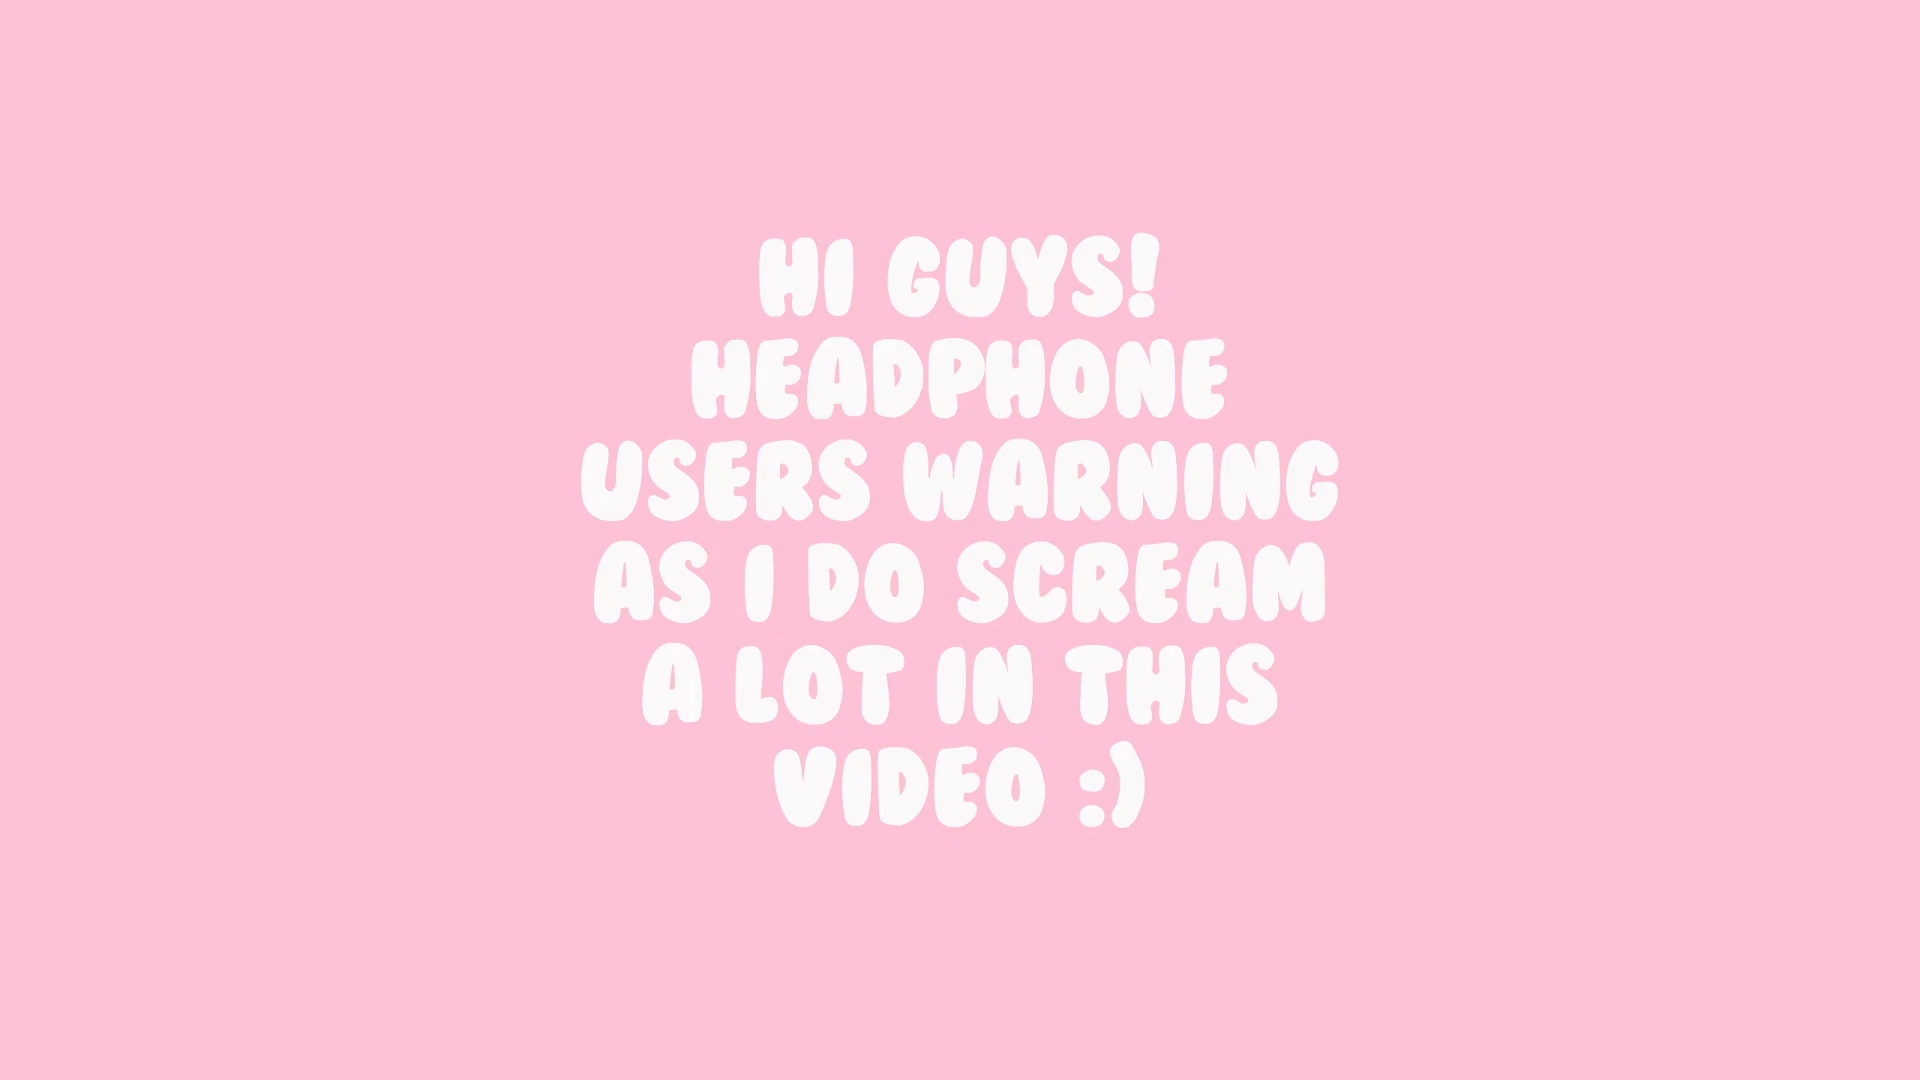 HI GUYS!
HEADPHONE
USERS WARNING
AS I DO SCREAM
A LOT IN THIS
VIDEO :)